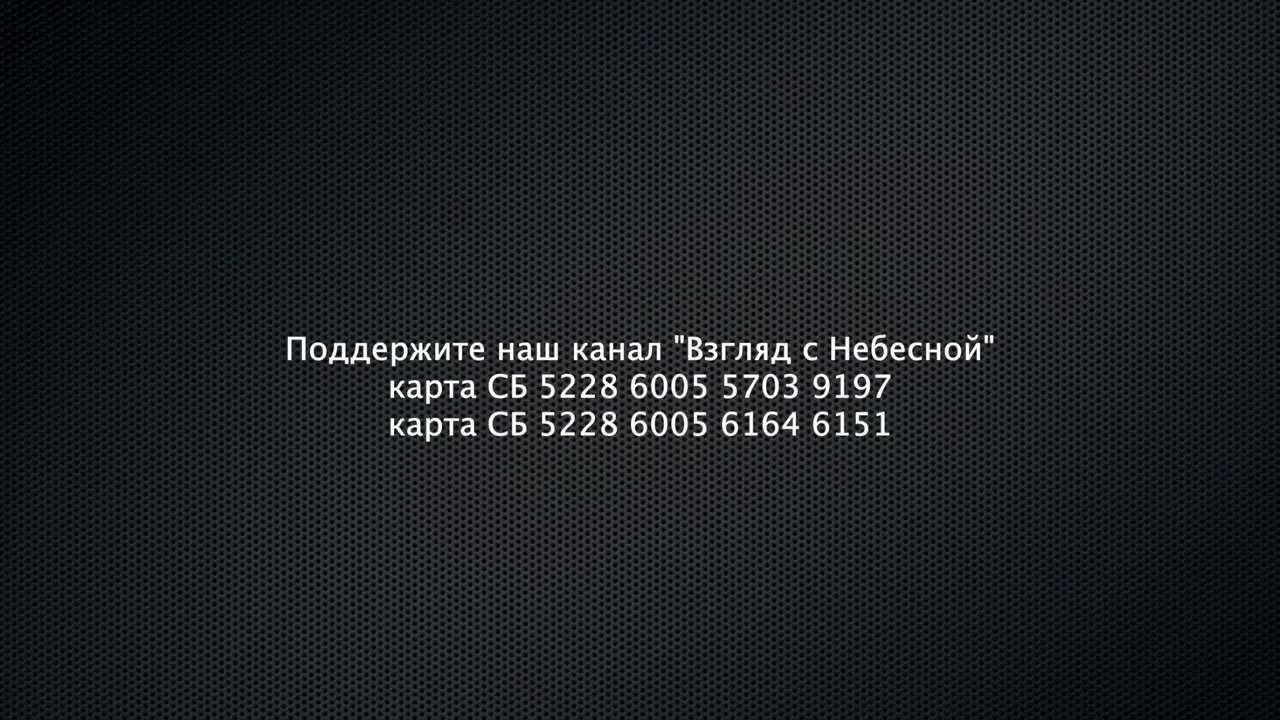 Поддержите наш канал "Взгляд с Небесной"
карта СБ 5228 6005 5703 9197
карта СБ 5228 6005 6164 6151